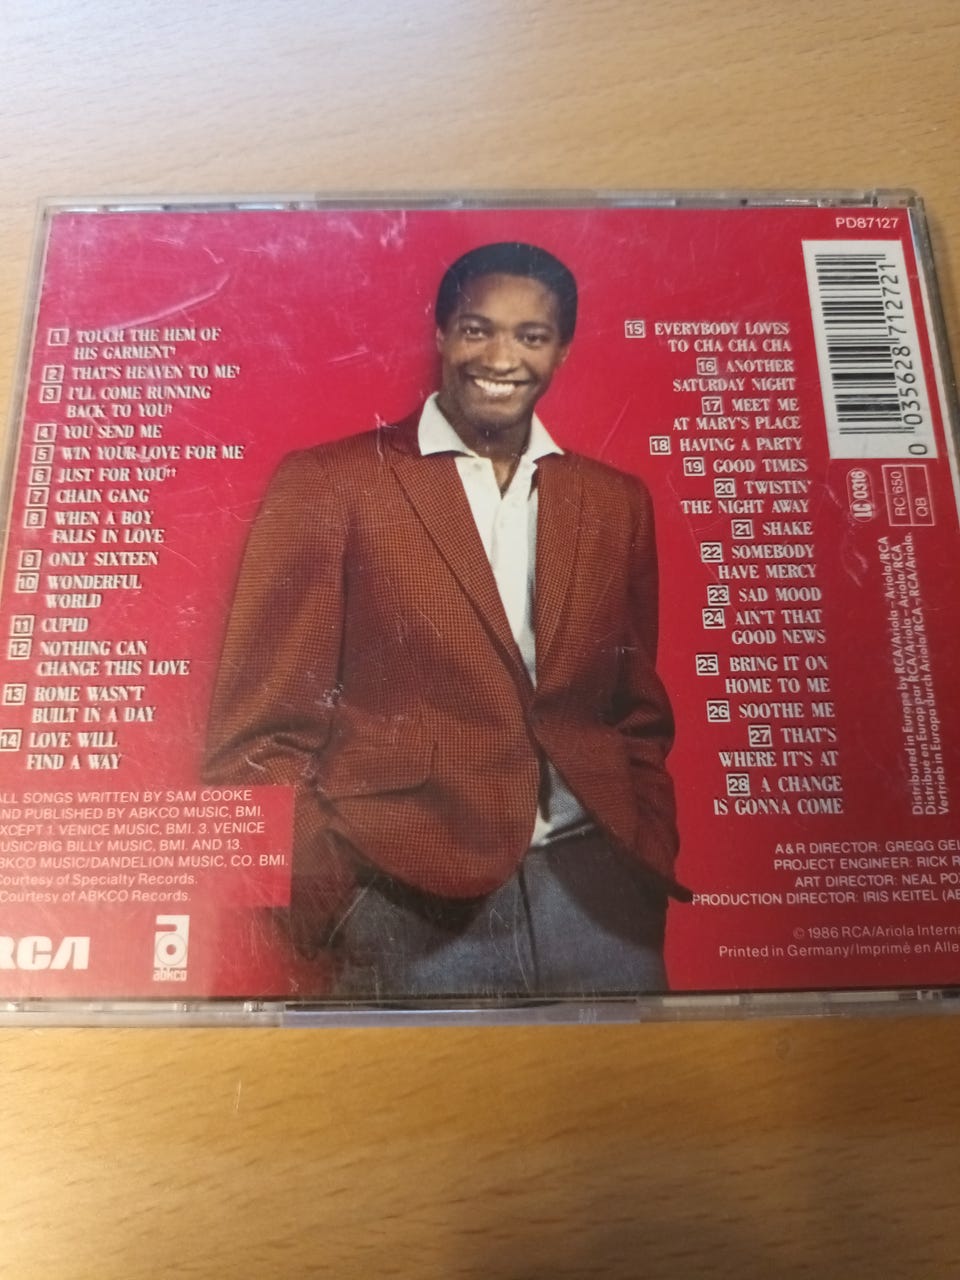 PD87127
1 TOUCH THE HEM OF
HIS GARMENT†
2 THAT'S HEAVEN TO ME†
3 I'LL COME RUNNING
BACK TO YOU†
4 YOU SEND ME
5 WIN YOUR LOVE FOR ME
6 JUST FOR YOU††
7 CHAIN GANG
8 WHEN A BOY
FALLS IN LOVE
9 ONLY SIXTEEN
10 WONDERFUL
WORLD
11 CUPID
12 NOTHING CAN
CHANGE THIS LOVE
13 ROME WASN'T
BUILT IN A DAY
14 LOVE WILL
FIND A WAY
ALL SONGS WRITTEN BY SAM COOKE
AND PUBLISHED BY ABKCO MUSIC, BMI.
EXCEPT 1. VENICE MUSIC, BMI. 3. VENICE
MUSIC/BIG BILLY MUSIC, BMI. AND 13.
ABKCO MUSIC/DANDELION MUSIC, CO. BMI.
Courtesy of Specialty Records.
Courtesy of ABKCO Records.
RCA
abkco
15 EVERYBODY LOVES
TO CHA CHA CHA
16 ANOTHER
SATURDAY NIGHT
17 MEET ME
AT MARY'S PLACE
18 HAVING A PARTY
19 GOOD TIMES
20 TWISTIN'
THE NIGHT AWAY
21 SHAKE
22 SOMEBODY
HAVE MERCY
23 SAD MOOD
24 AIN'T THAT
GOOD NEWS
25 BRING IT ON
HOME TO ME
26 SOOTHE ME
27 THAT'S
WHERE IT'S AT
28 A CHANGE
IS GONNA COME
0 035628 712721
LC 0316
RC 650
QB
Distributed in Europe by RCA/Ariola – Ariola/RCA
Distribué en Europe par RCA/Ariola – Ariola/RCA
Vertrieb in Europa durch Ariola/RCA – RCA/Ariola.
A&R DIRECTOR: GREGG GEL
PROJECT ENGINEER: RICK R
ART DIRECTOR: NEAL POZ
PRODUCTION DIRECTOR: IRIS KEITEL (AB
©1986 RCA/Ariola Interna
Printed in Germany/Imprimé en Alle